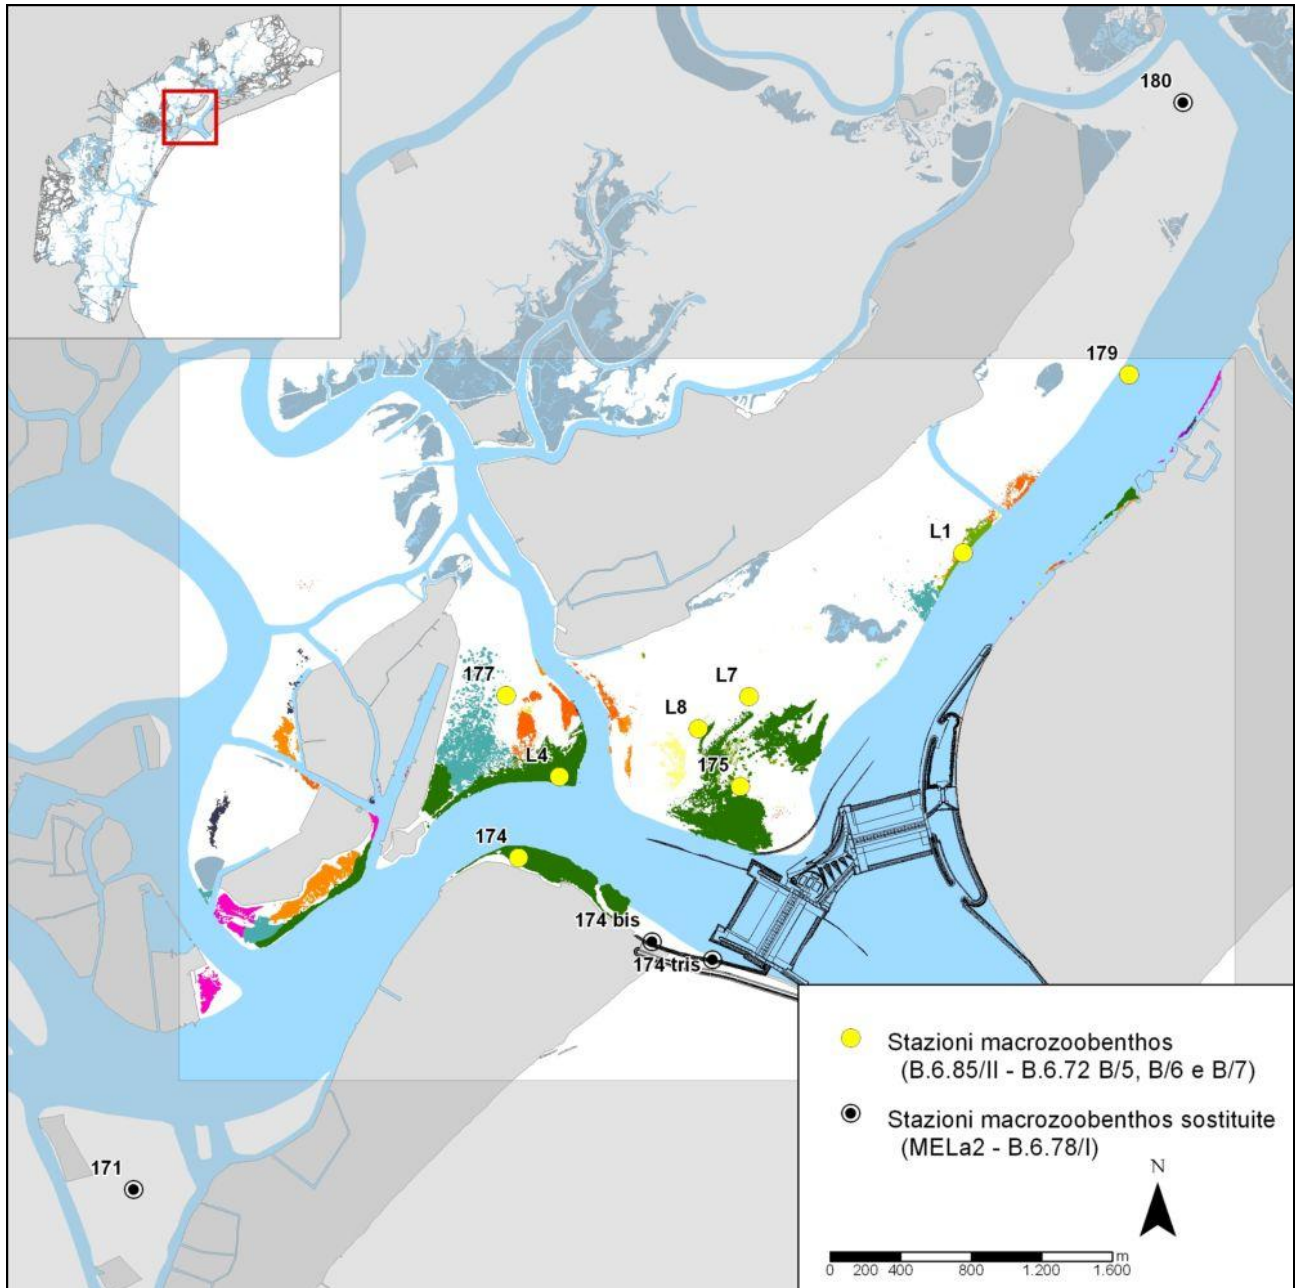 180
179
L1
177
L7
L8
L4
175
174
174 bis
174 tris
171
Stazioni macrozoobenthos
(B.6.85/II - B.6.72 B/5, B/6 e B/7)
Stazioni macrozoobenthos sostituite
(MELa2 - B.6.78/I)
N
m
0 200 400 800 1.200 1.600